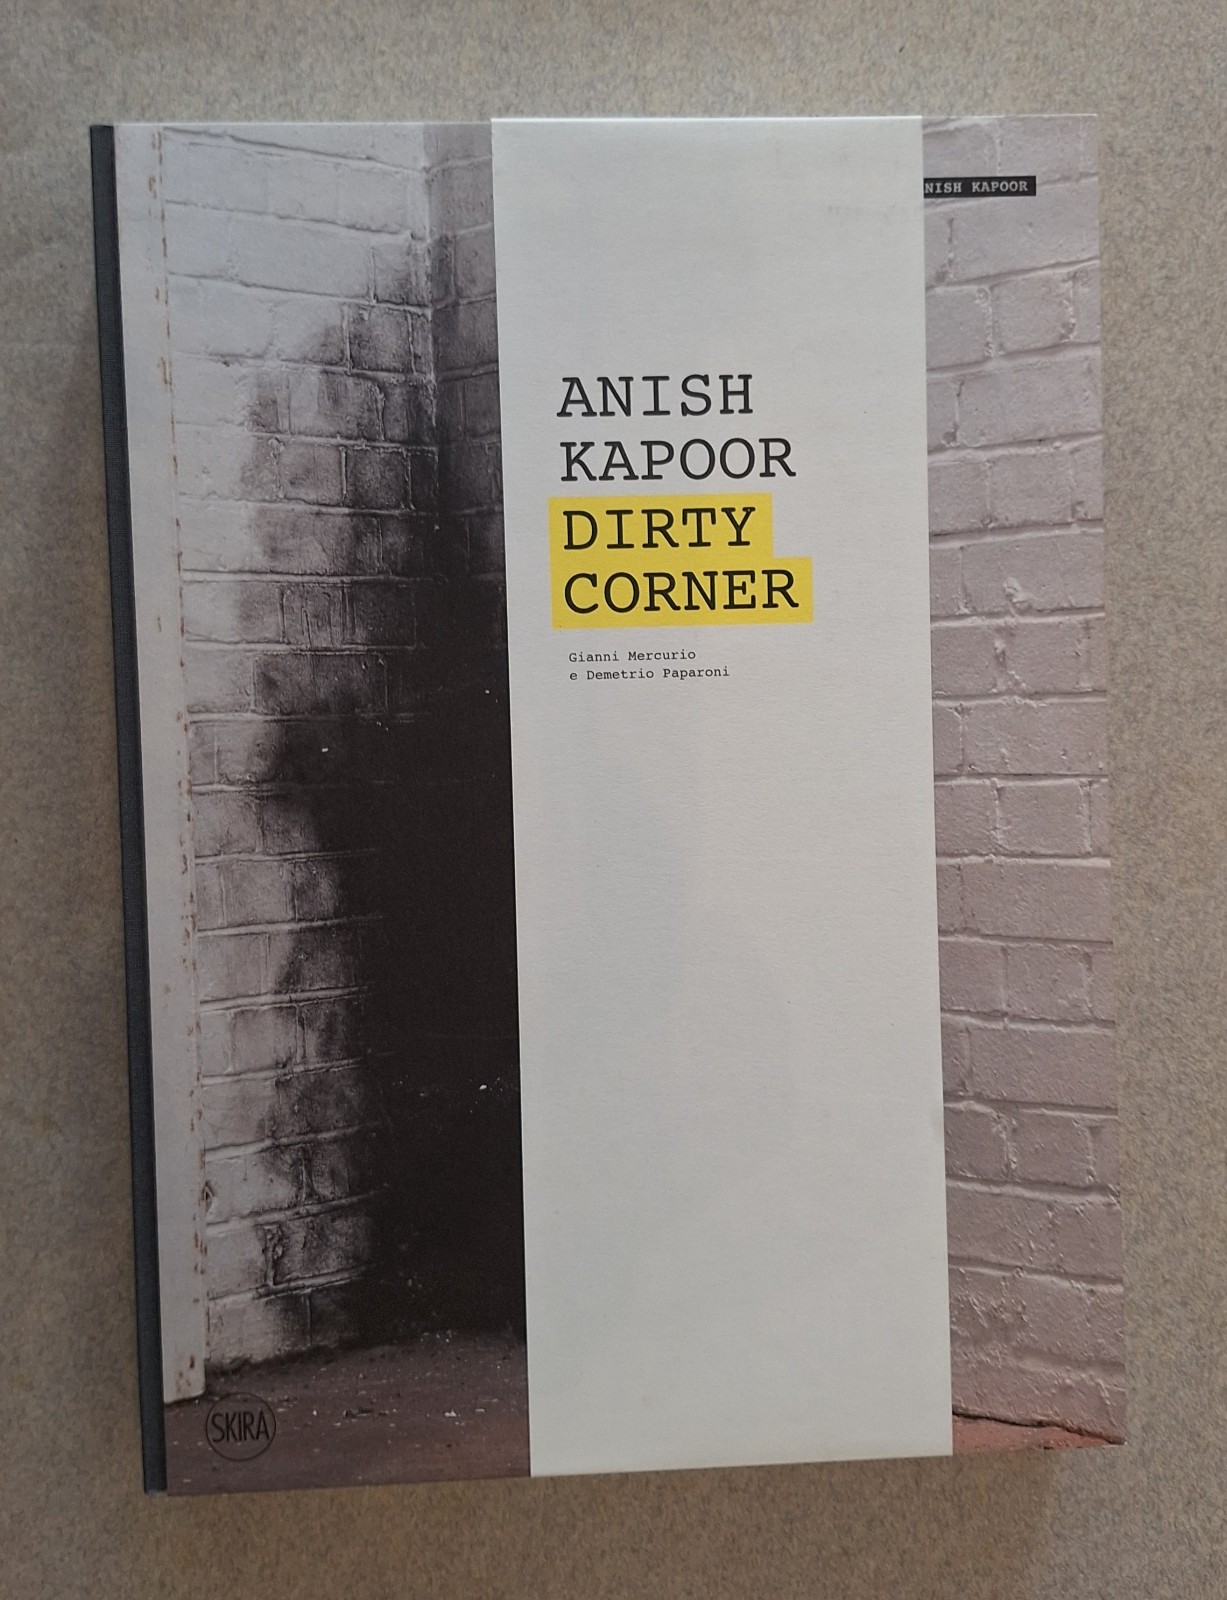 NISH KAPOOR
ANISH
KAPOOR
DIRTY
CORNER
Gianni Mercurio
e Demetrio Paparoni
SKIRA